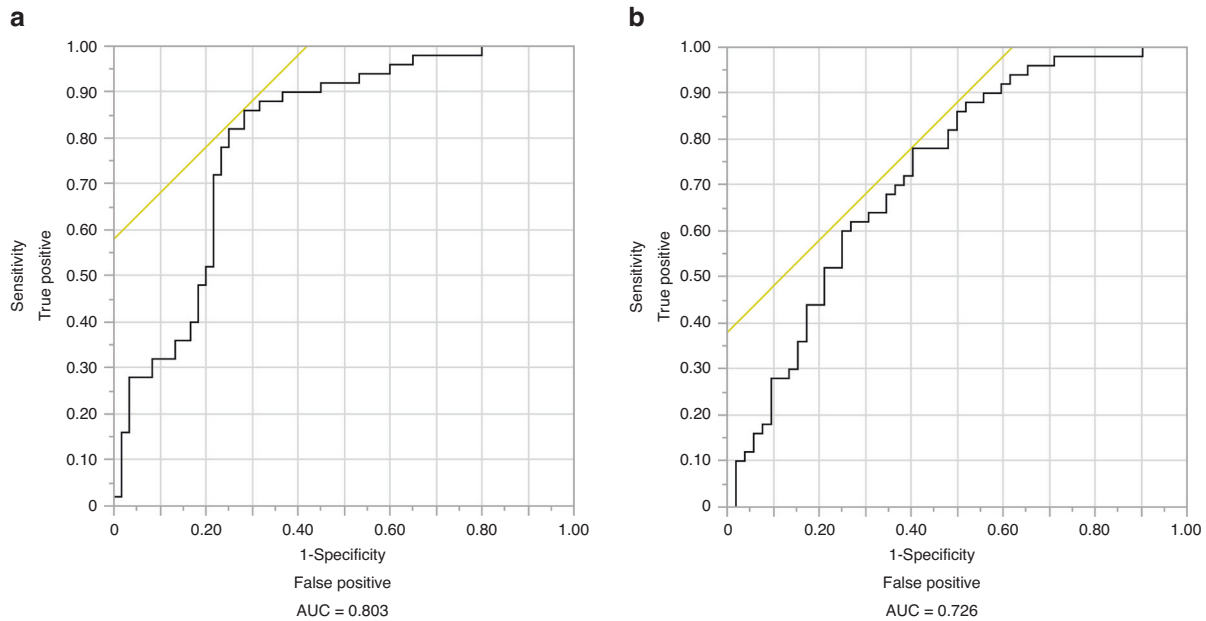 a
1.00
0.90
0.80
0.70
0.60
0.50
0.40
0.30
0.20
0.10
0
Sensitivity
True positive
0 0.20 0.40 0.60 0.80 1.00
1-Specificity
False positive
AUC = 0.803
b
1.00
0.90
0.80
0.70
0.60
0.50
0.40
0.30
0.20
0.10
0
Sensitivity
True positive
0 0.20 0.40 0.60 0.80 1.00
1-Specificity
False positive
AUC = 0.726